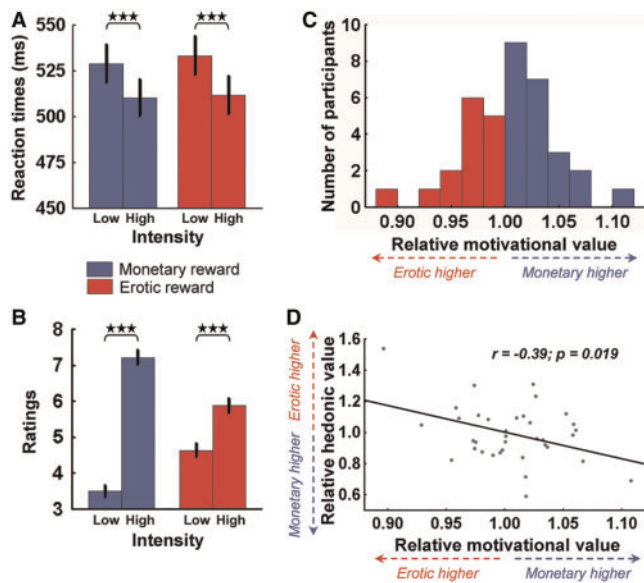 A
Reaction times (ms)
550
525
500
475
450
★★★
★★★
Low High
Low High
Intensity
Monetary reward
Erotic reward
B
Ratings
8
7
6
5
4
3
★★★
★★★
Low High
Low High
Intensity
C
Number of participants
10
8
6
4
2
0
0.90 0.95 1.00 1.05 1.10
Relative motivational value
Erotic higher
Monetary higher
D
Monetary higher
Erotic higher
Relative hedonic value
1.6
1.4
1.2
1.0
0.8
0.6
r = -0.39; p = 0.019
0.90 0.95 1.00 1.05 1.10
Relative motivational value
Erotic higher
Monetary higher